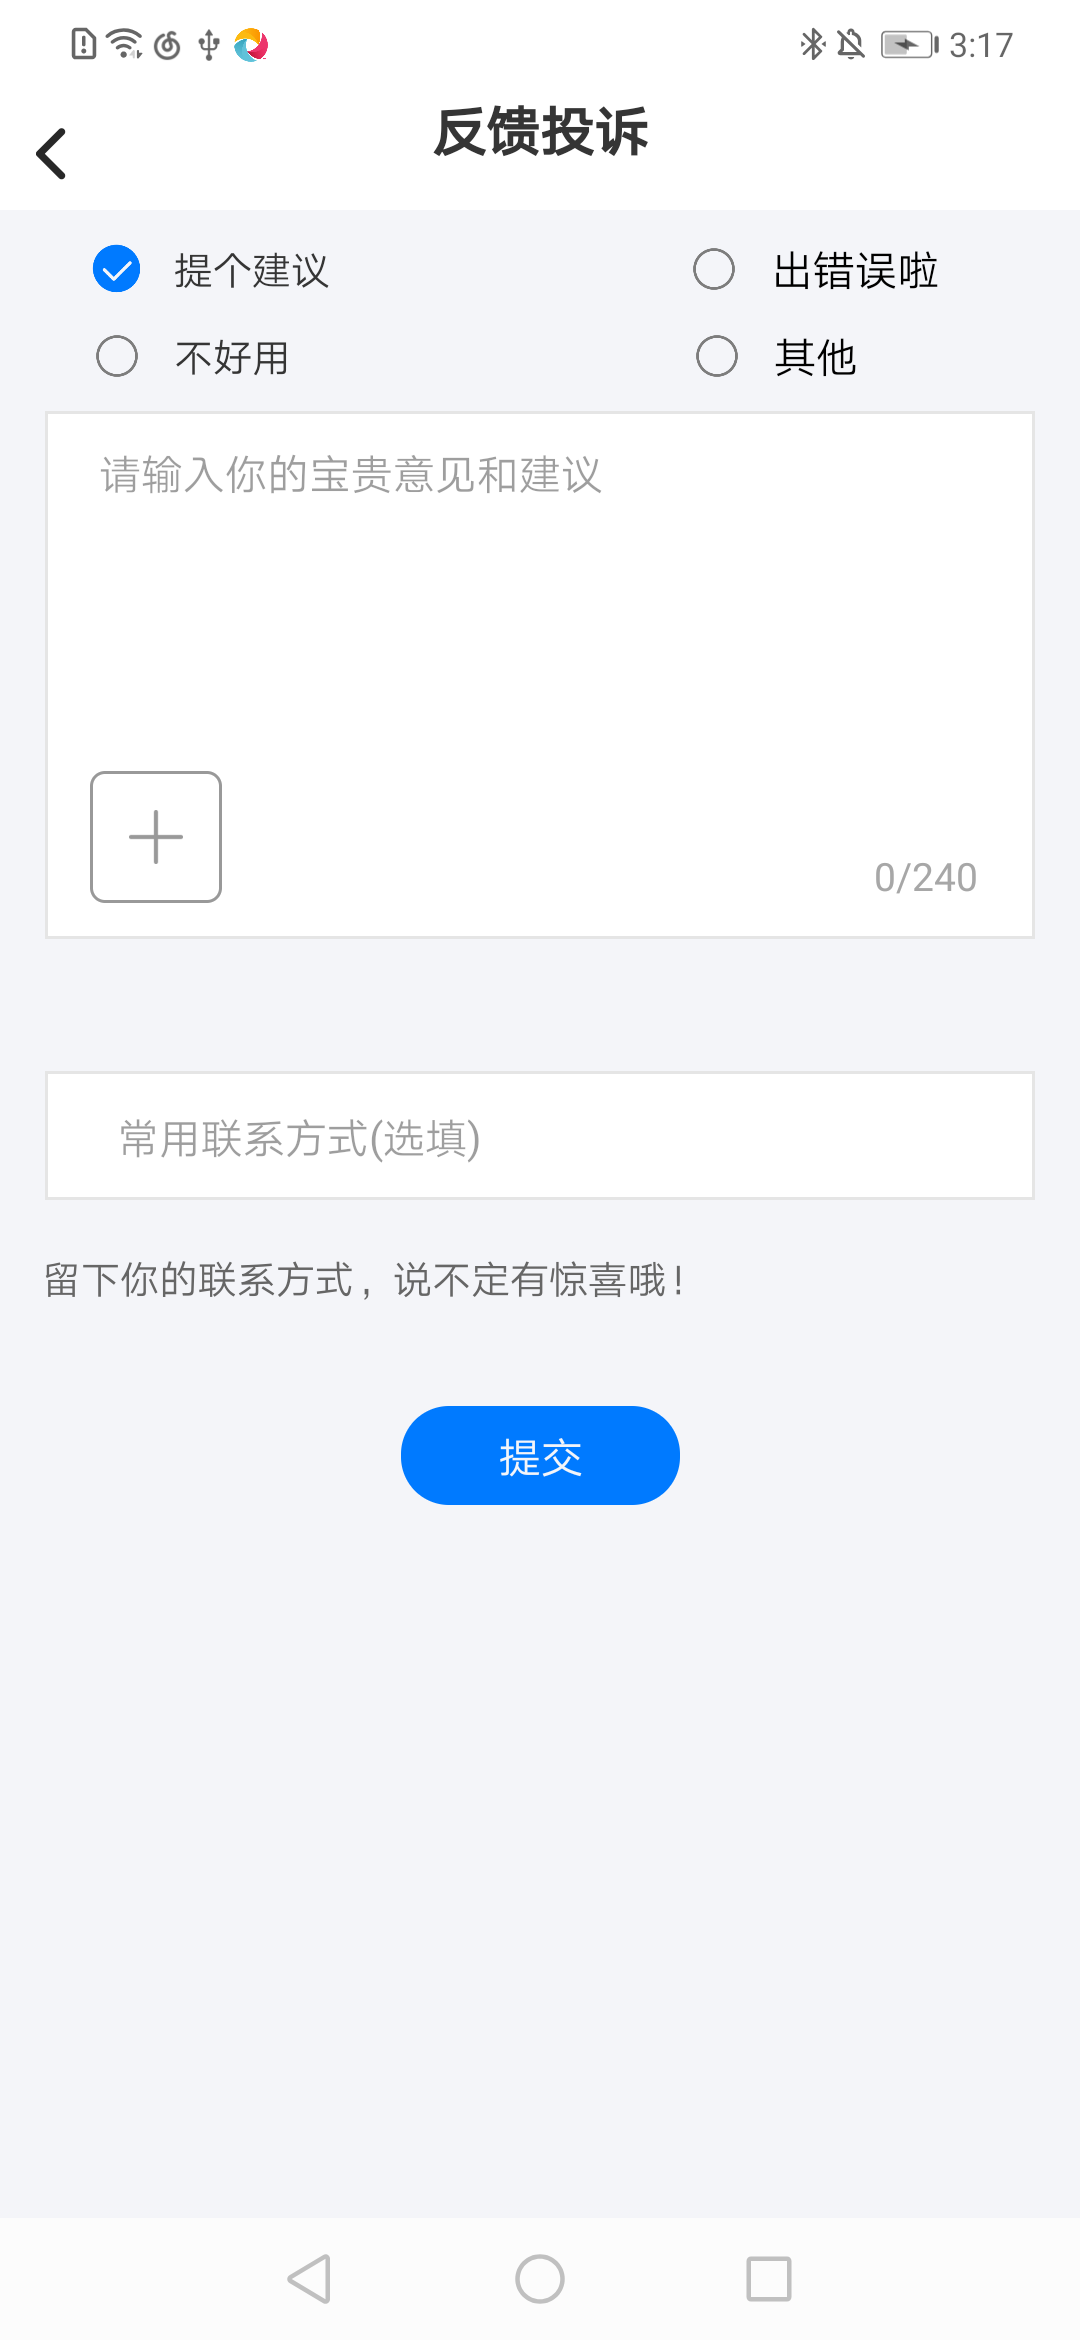 3:17
反馈投诉
提个建议
出错误啦
不好用
其他
请输入你的宝贵意见和建议
0/240
常用联系方式(选填)
留下你的联系方式，说不定有惊喜哦！
提交